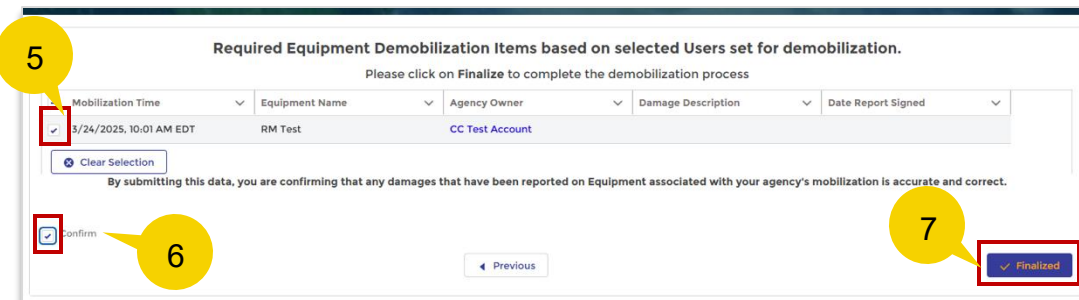 5
Required Equipment Demobilization Items based on selected Users set for demobilization.
Please click on Finalize to complete the demobilization process
Mobilization Time Equipment Name Agency Owner Damage Description Date Report Signed
3/24/2025, 10:01 AM EDT RM Test CC Test Account
Clear Selection
By submitting this data, you are confirming that any damages that have been reported on Equipment associated with your agency's mobilization is accurate and correct.
Confirm
6
7
Previous
Finalized